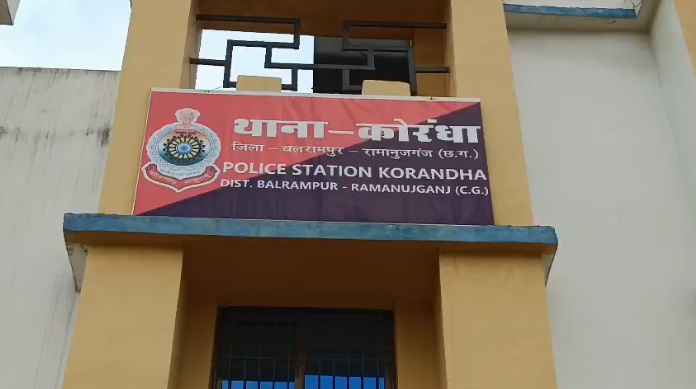 थाना - कोरंधा
जिला - बलरामपुर - रामानुजगंज (छ.ग.)
POLICE STATION KORANDHA
DIST. BALRAMPUR - RAMANUJGANJ (C.G.)